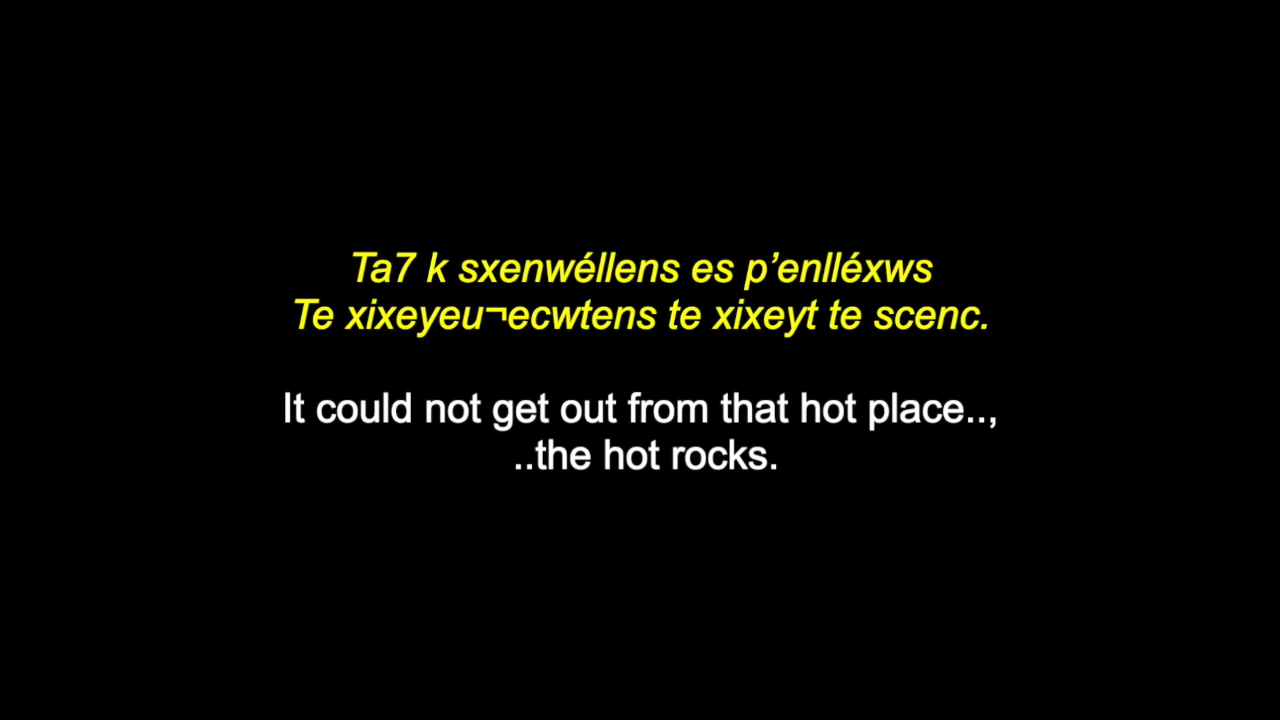 Ta7 k sxenwéllens es p’enlléxws
Te xixeyeu¬ecwtens te xixeyt te scenc.
It could not get out from that hot place..,
..the hot rocks.